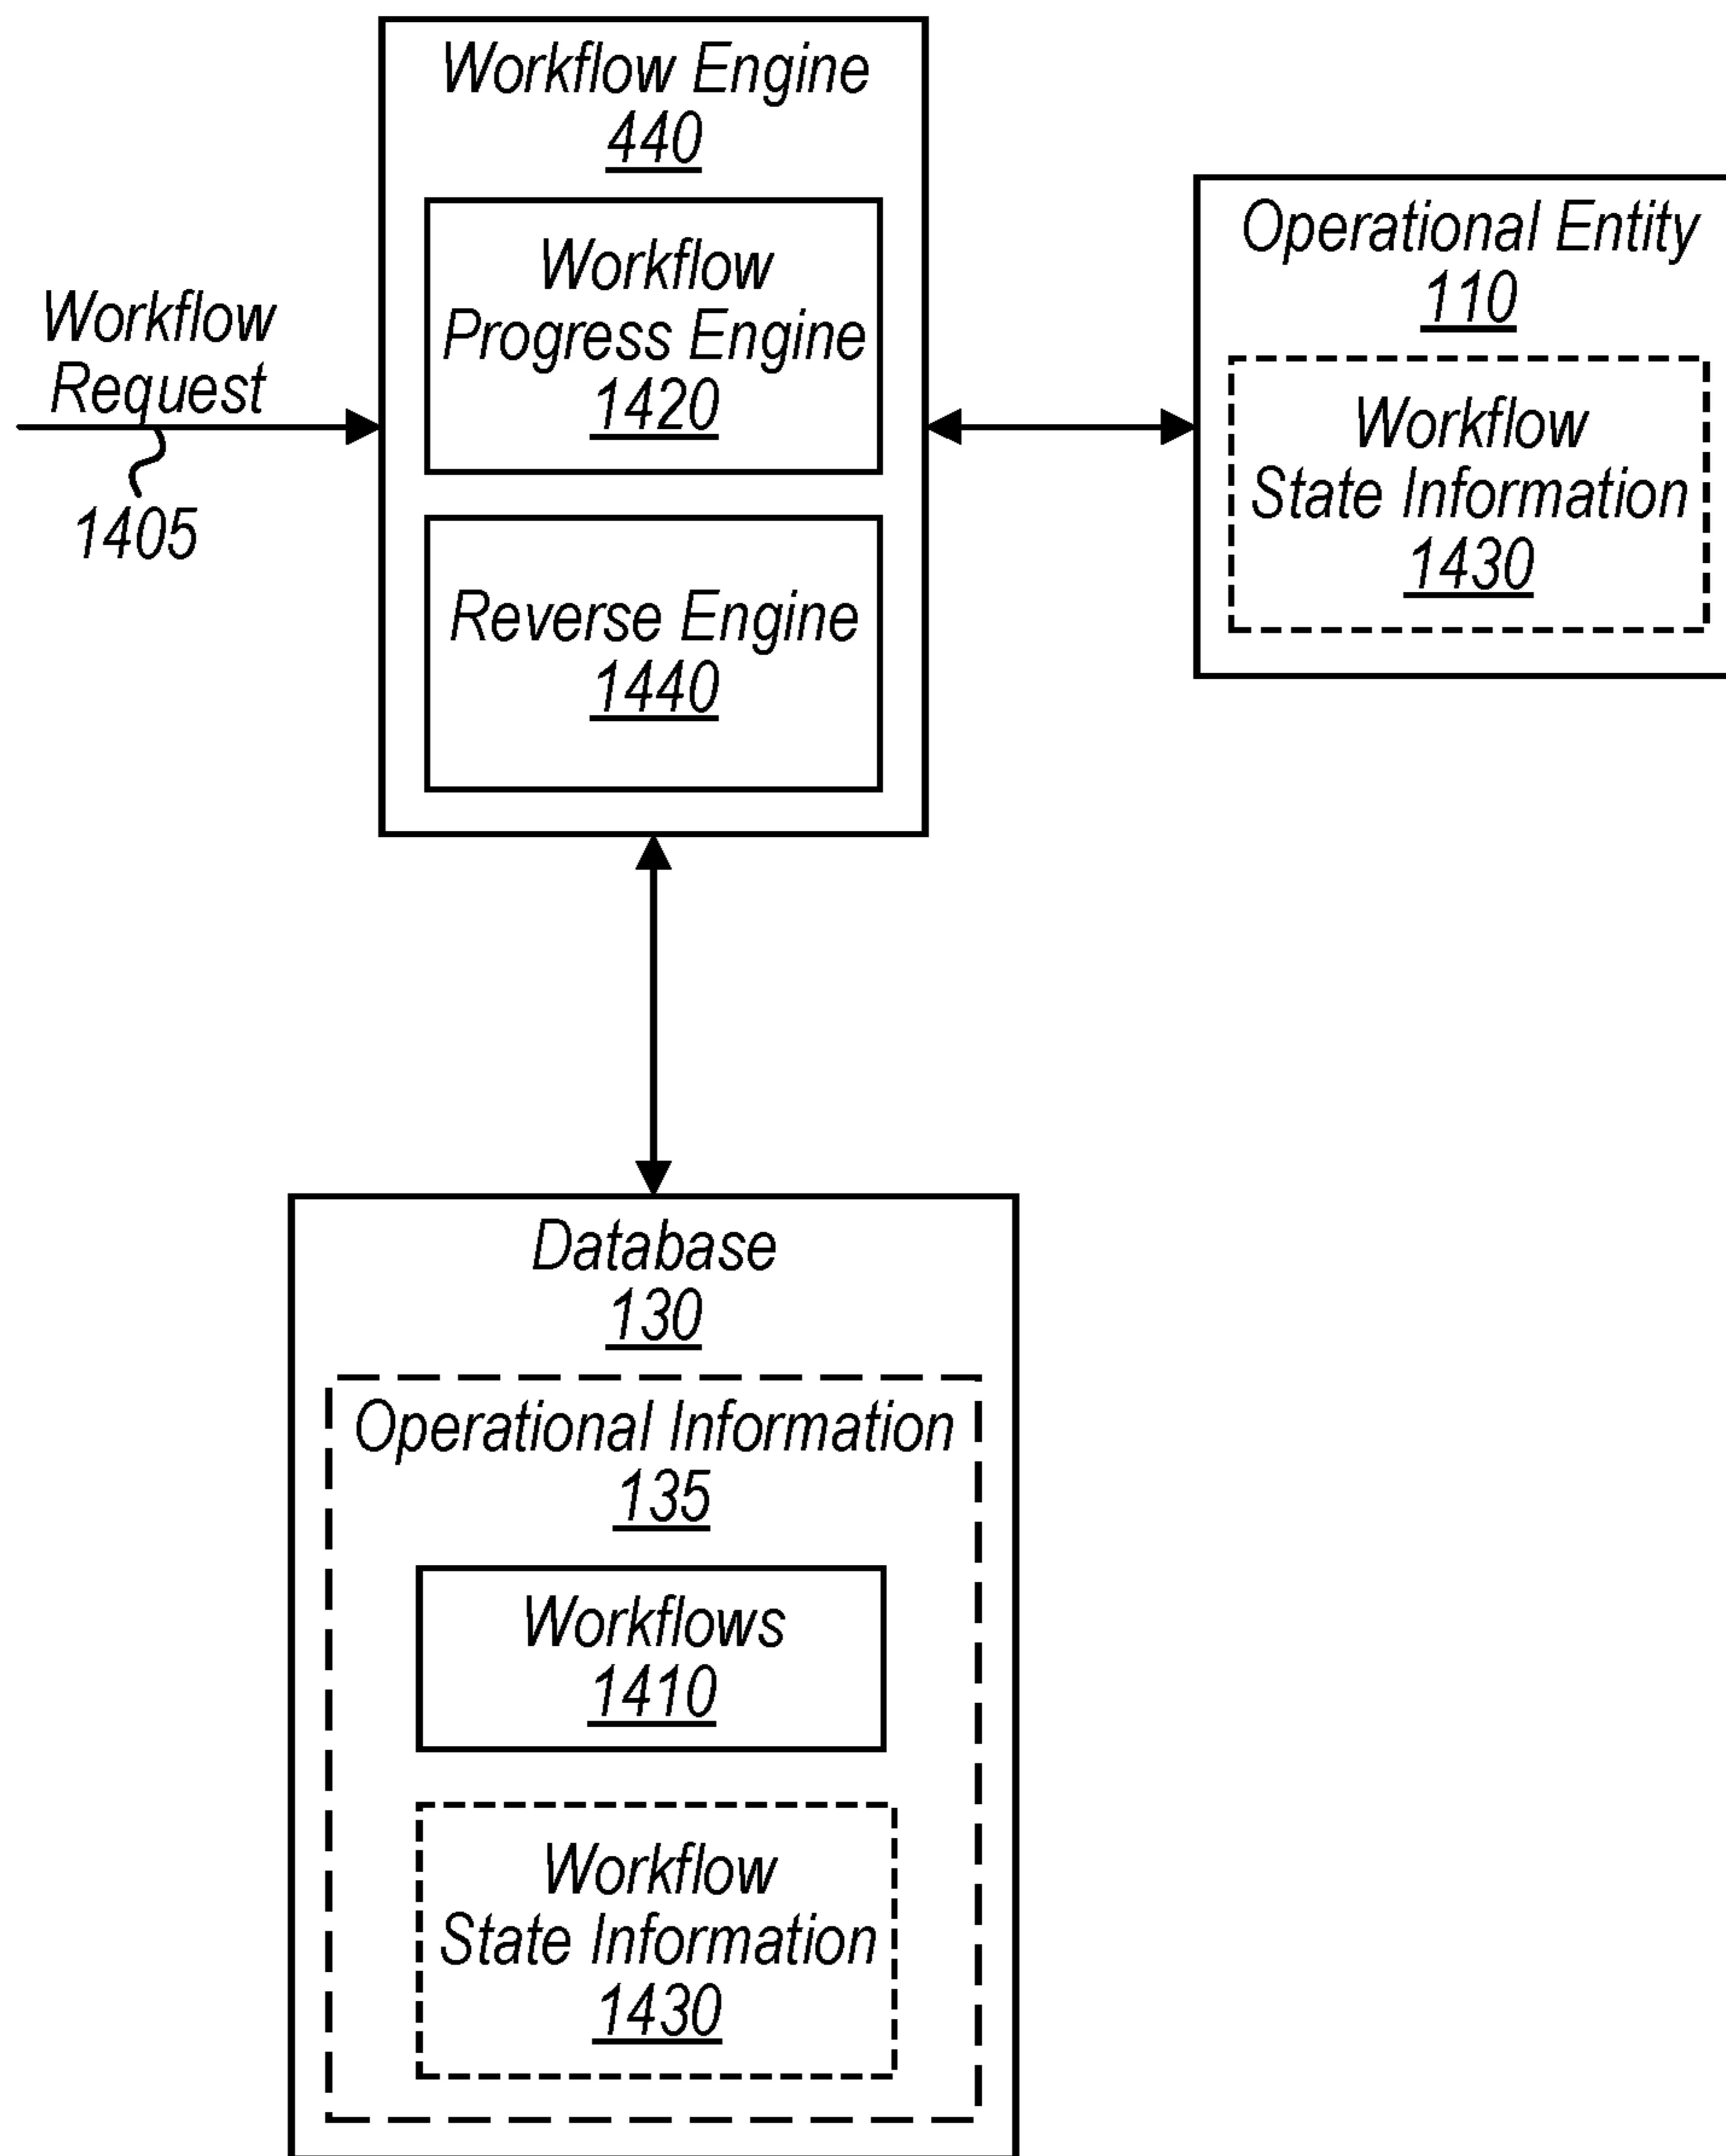 Workflow Engine
440
Workflow
Progress Engine
1420
Reverse Engine
1440
Workflow
Request
1405
Operational Entity
110
Workflow
State Information
1430
Database
130
Operational Information
135
Workflows
1410
Workflow
State Information
1430